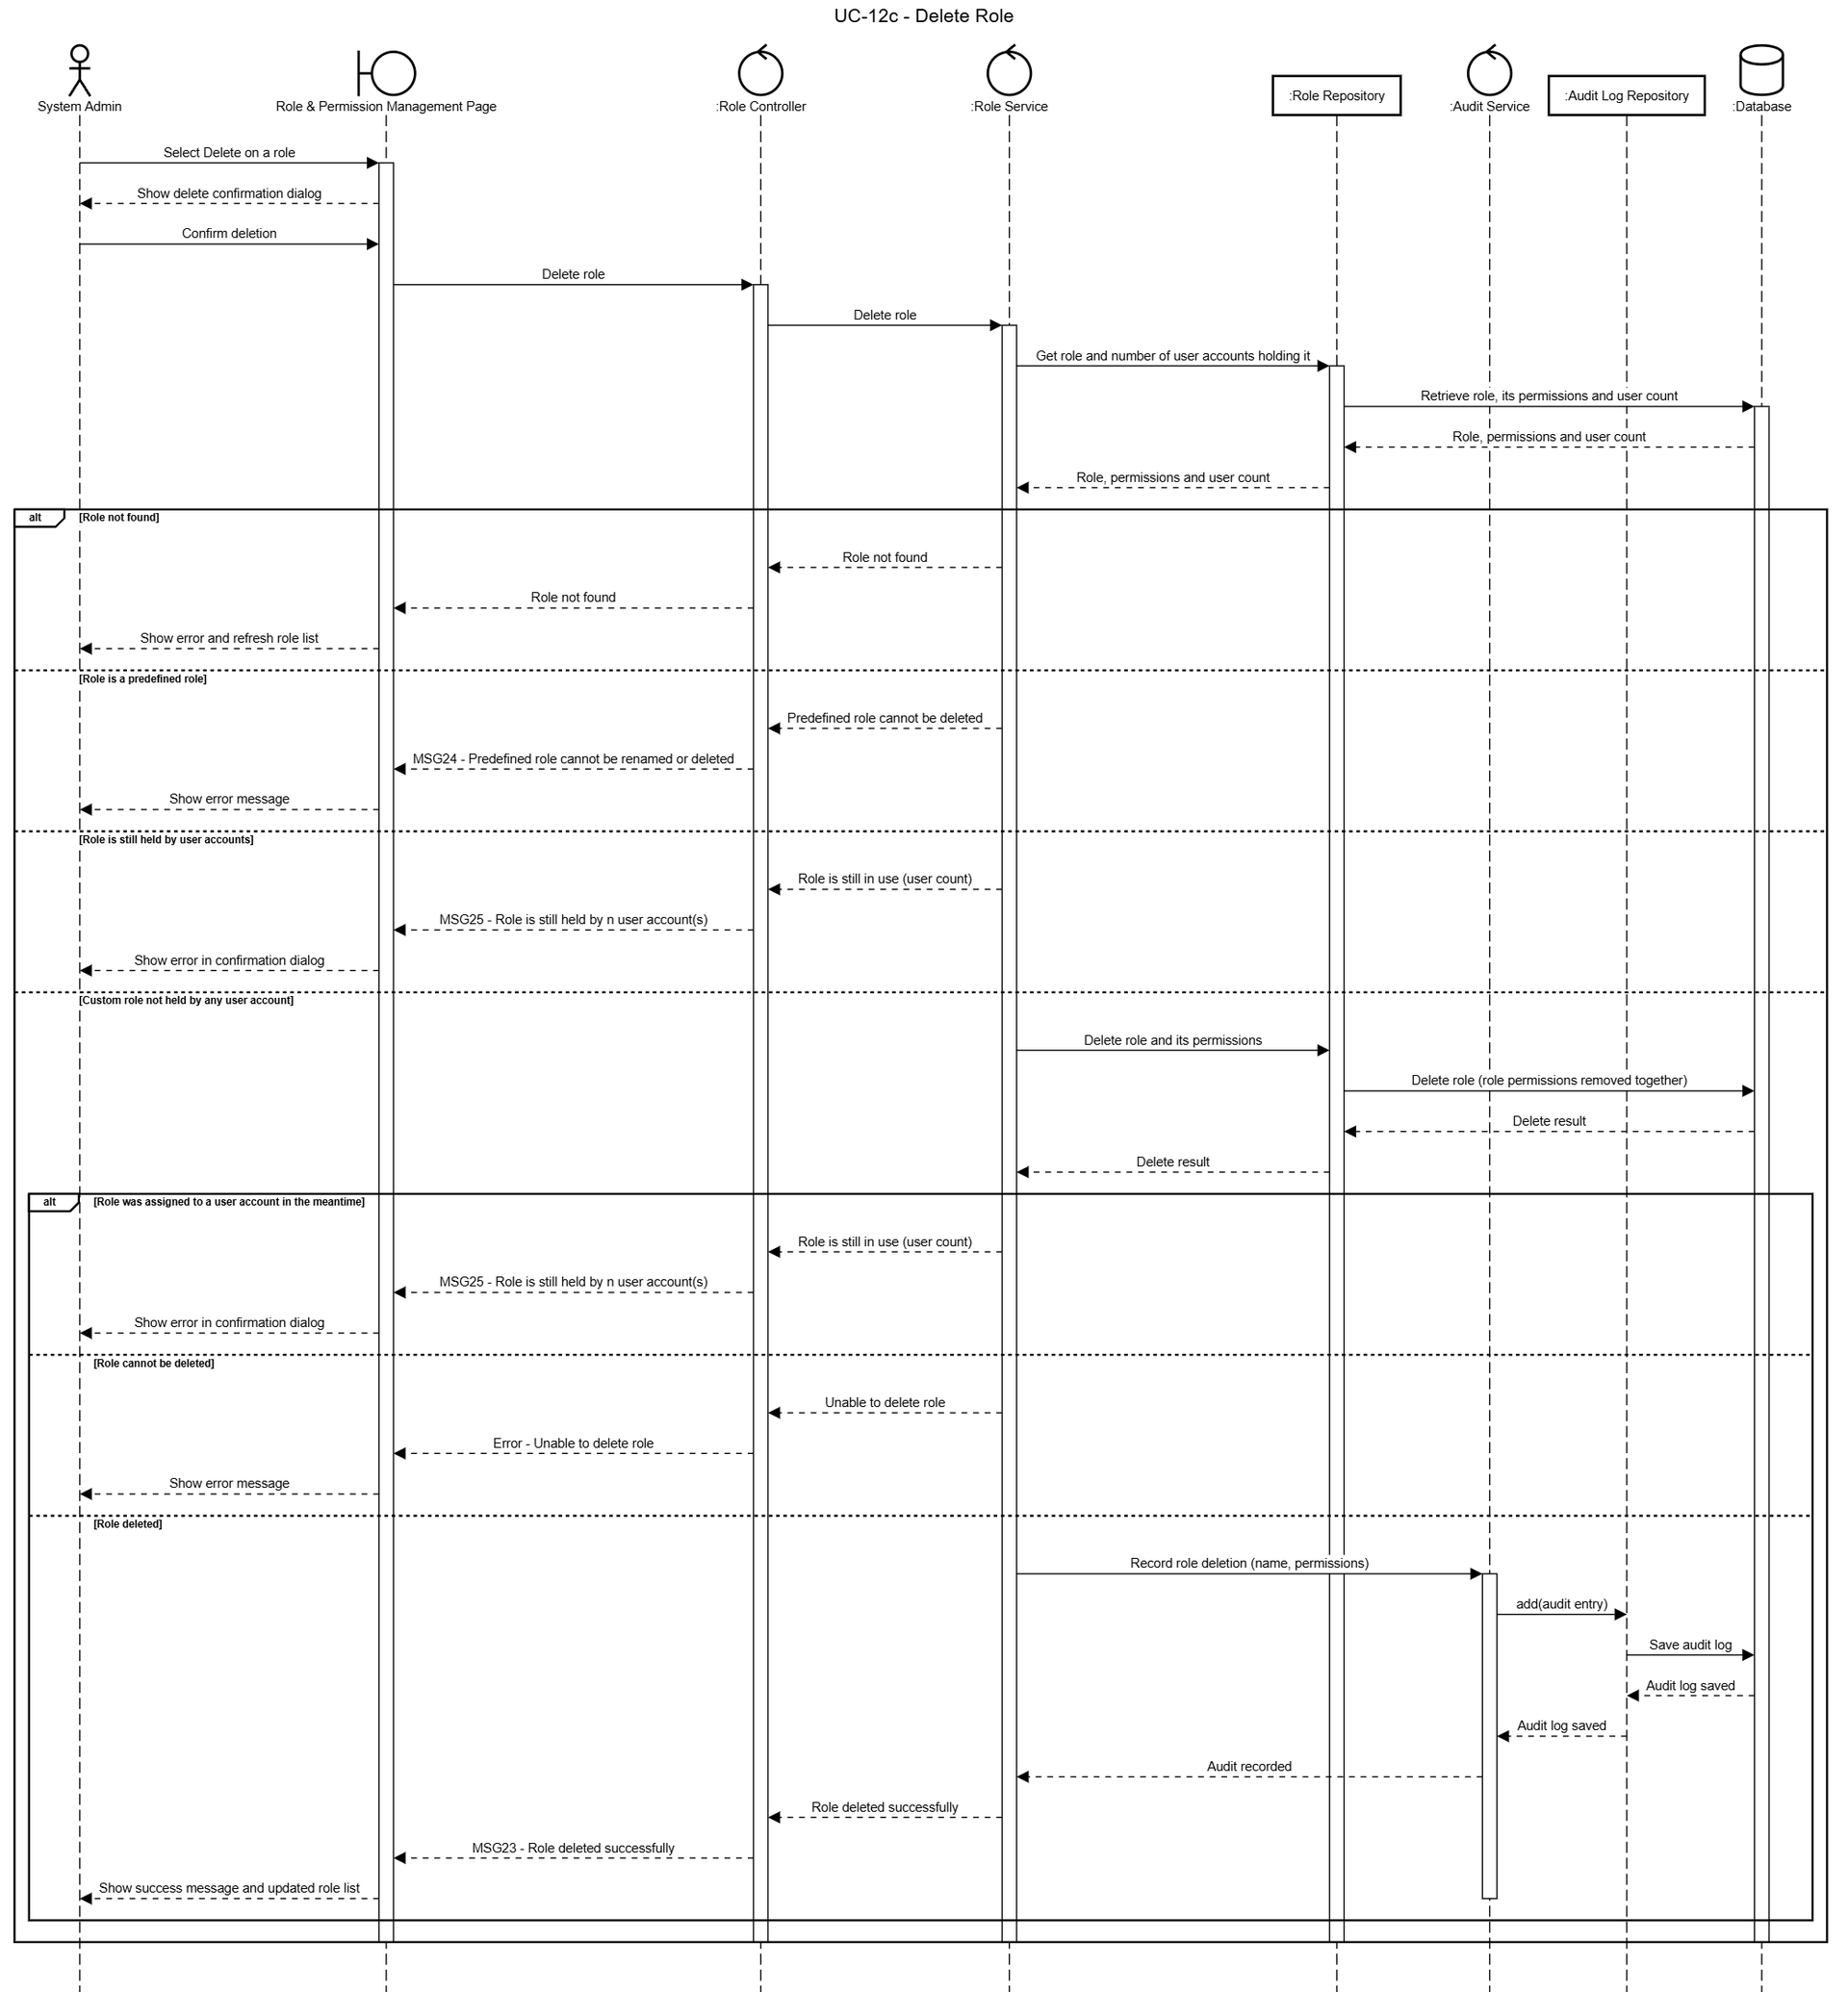 UC-12c - Delete Role
System Admin
Role & Permission Management Page
:Role Controller
:Role Service
:Role Repository
:Audit Service
:Audit Log Repository
:Database
Select Delete on a role
Show delete confirmation dialog
Confirm deletion
Delete role
Delete role
Get role and number of user accounts holding it
Retrieve role, its permissions and user count
Role, permissions and user count
Role, permissions and user count
alt
[Role not found]
Role not found
Role not found
Show error and refresh role list
[Role is a predefined role]
Predefined role cannot be deleted
MSG24 - Predefined role cannot be renamed or deleted
Show error message
[Role is still held by user accounts]
Role is still in use (user count)
MSG25 - Role is still held by n user account(s)
Show error in confirmation dialog
[Custom role not held by any user account]
Delete role and its permissions
Delete role (role permissions removed together)
Delete result
Delete result
alt
[Role was assigned to a user account in the meantime]
Role is still in use (user count)
MSG25 - Role is still held by n user account(s)
Show error in confirmation dialog
[Role cannot be deleted]
Unable to delete role
Error - Unable to delete role
Show error message
[Role deleted]
Record role deletion (name, permissions)
add(audit entry)
Save audit log
Audit log saved
Audit log saved
Audit recorded
Role deleted successfully
MSG23 - Role deleted successfully
Show success message and updated role list